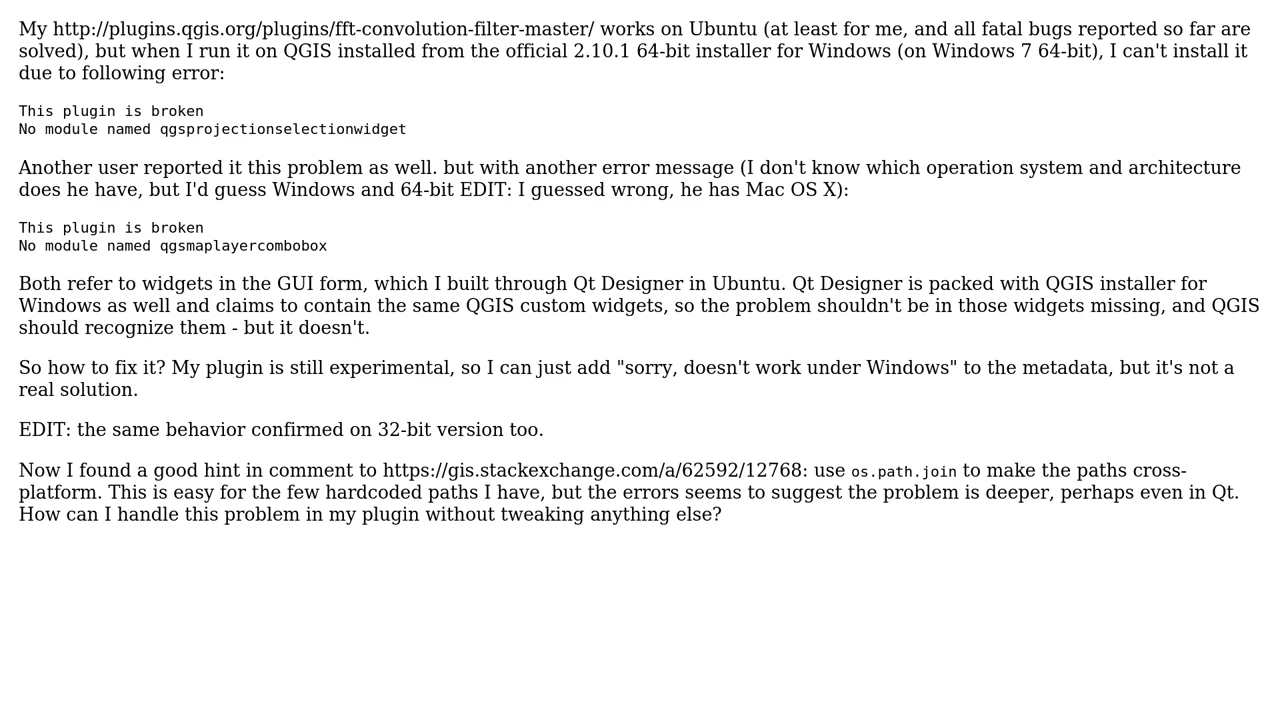 My http://plugins.qgis.org/plugins/fft-convolution-filter-master/ works on Ubuntu (at least for me, and all fatal bugs reported so far are
solved), but when I run it on QGIS installed from the official 2.10.1 64-bit installer for Windows (on Windows 7 64-bit), I can't install it
due to following error:
This plugin is broken
No module named qgsprojectionselectionwidget
Another user reported it this problem as well. but with another error message (I don't know which operation system and architecture
does he have, but I'd guess Windows and 64-bit EDIT: I guessed wrong, he has Mac OS X):
This plugin is broken
No module named qgsmaplayercombobox
Both refer to widgets in the GUI form, which I built through Qt Designer in Ubuntu. Qt Designer is packed with QGIS installer for
Windows as well and claims to contain the same QGIS custom widgets, so the problem shouldn't be in those widgets missing, and QGIS
should recognize them - but it doesn't.
So how to fix it? My plugin is still experimental, so I can just add "sorry, doesn't work under Windows" to the metadata, but it's not a
real solution.
EDIT: the same behavior confirmed on 32-bit version too.
Now I found a good hint in comment to https://gis.stackexchange.com/a/62592/12768: use os.path.join to make the paths cross-
platform. This is easy for the few hardcoded paths I have, but the errors seems to suggest the problem is deeper, perhaps even in Qt.
How can I handle this problem in my plugin without tweaking anything else?